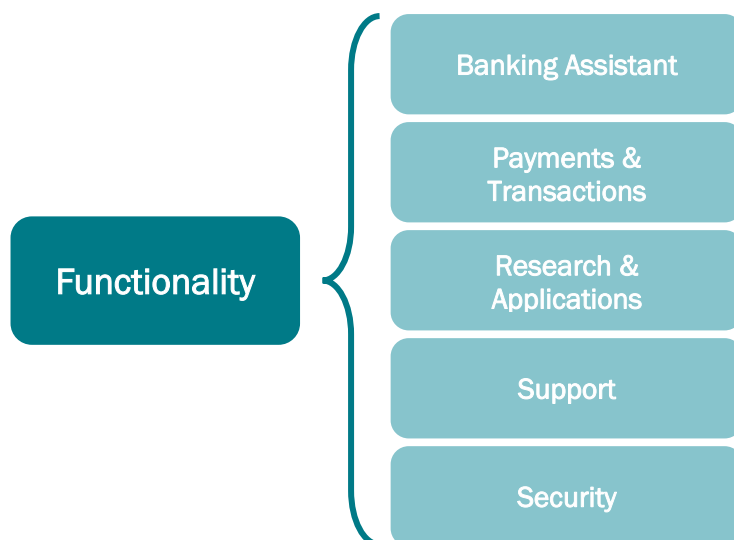 Functionality
Banking Assistant
Payments &
Transactions
Research &
Applications
Support
Security